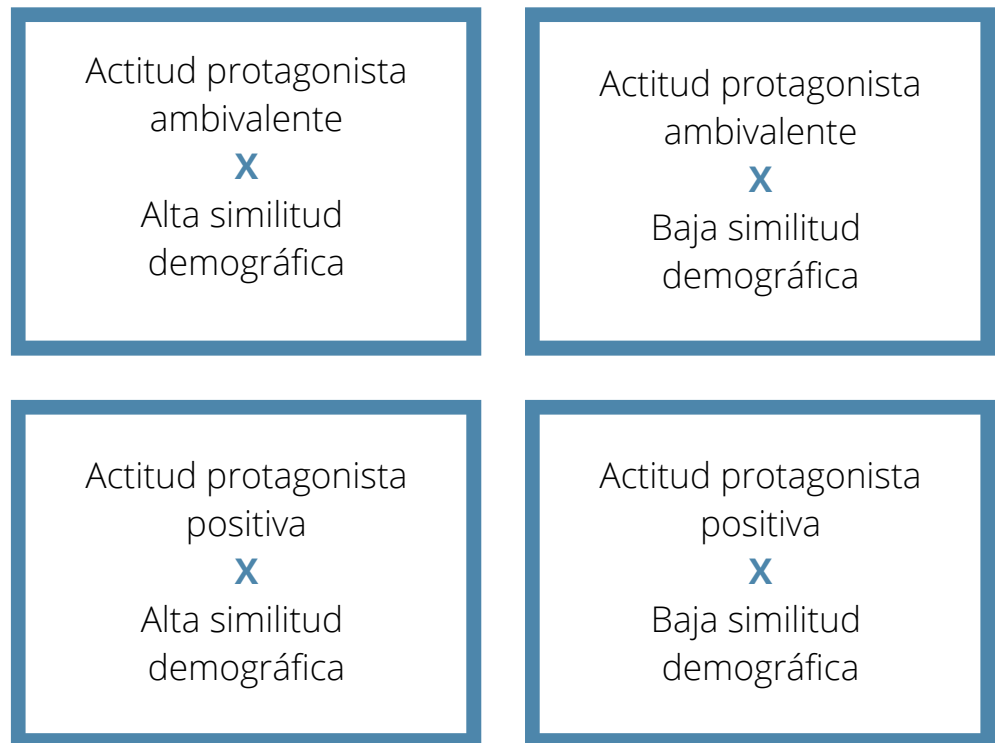 Actitud protagonista
ambivalente
X
Alta similitud
demográfica
Actitud protagonista
ambivalente
X
Baja similitud
demográfica
Actitud protagonista
positiva
X
Alta similitud
demográfica
Actitud protagonista
positiva
X
Baja similitud
demográfica